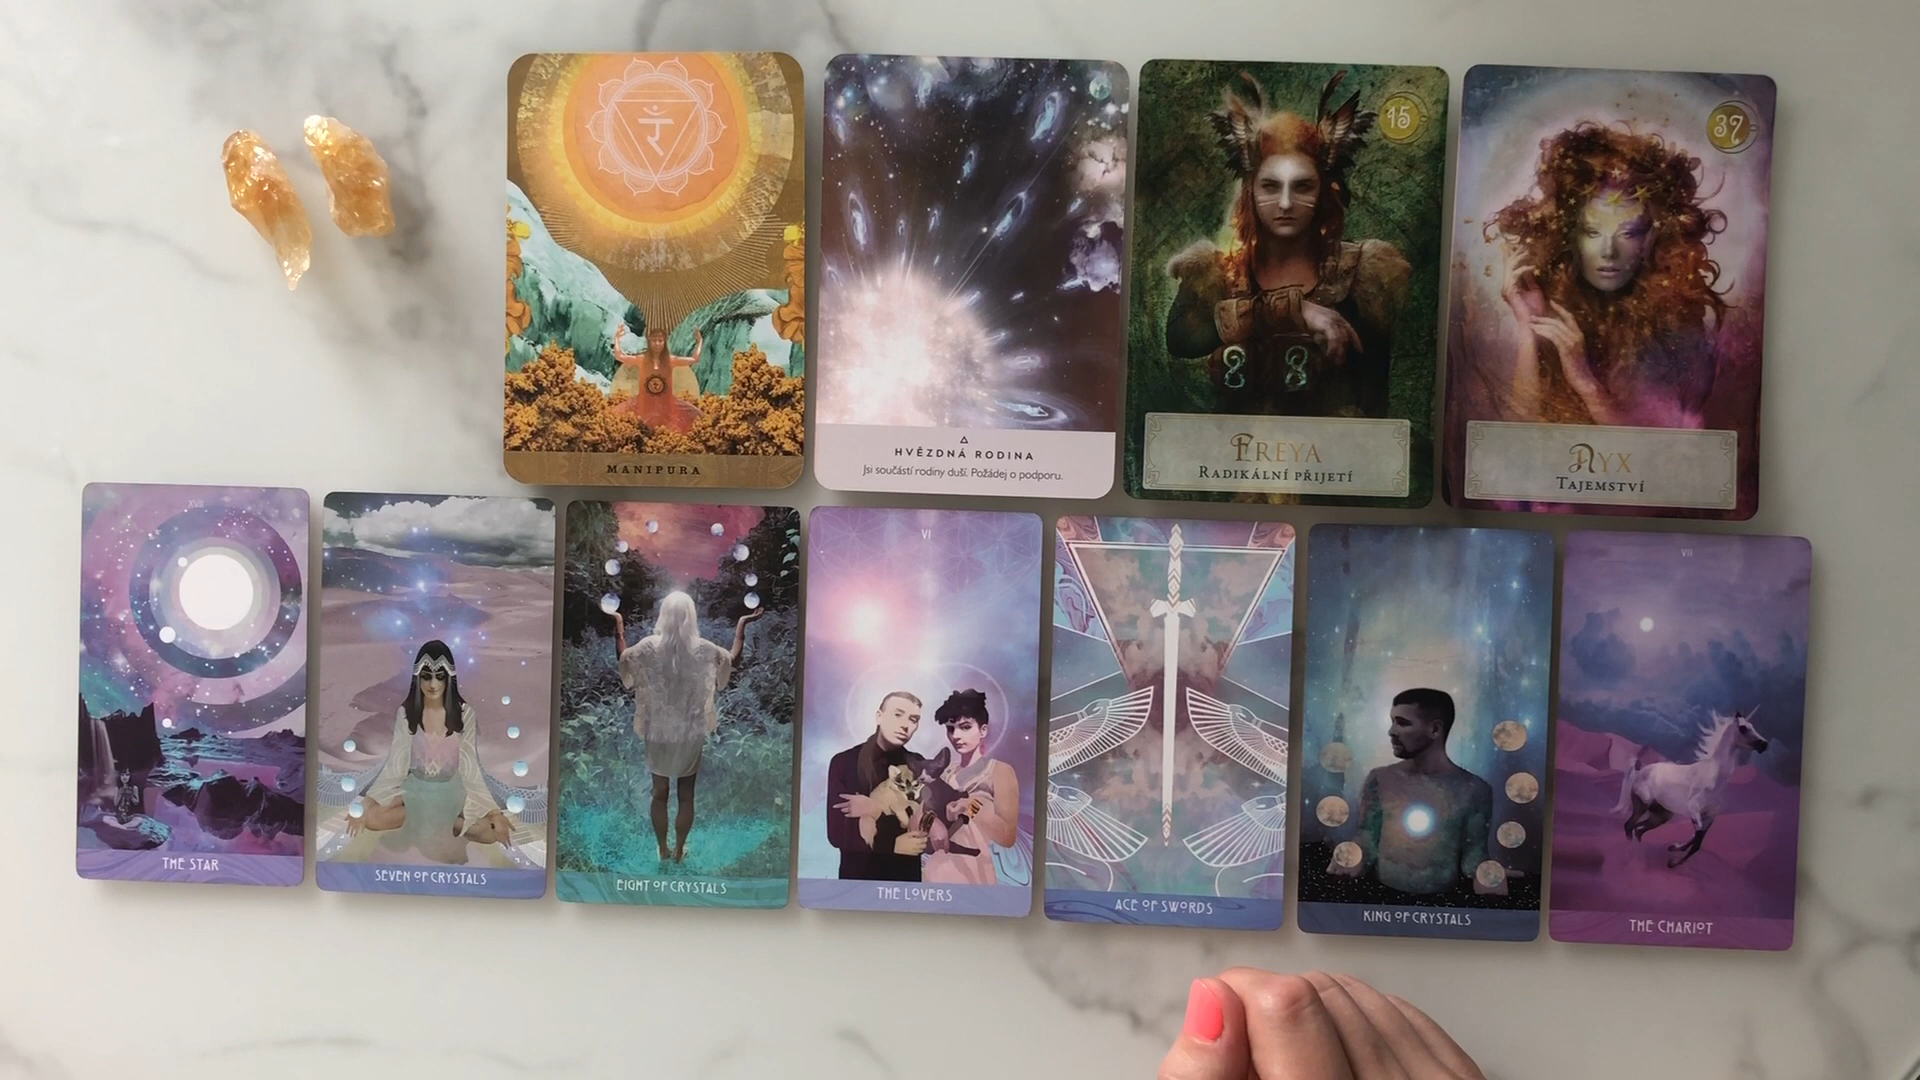 र
MANIPURA
HVĚZDNÁ RODINA
Jsi součástí rodiny duší. Požádej o podporu.
15
FREYA
RADIKÁLNÍ PŘIJETÍ
37
NYX
TAJEMSTVÍ
XVII
THE STAR
SEVEN OF CRYSTALS
EIGHT OF CRYSTALS
VI
THE LOVERS
ACE OF SWORDS
KING OF CRYSTALS
VII
THE CHARIOT